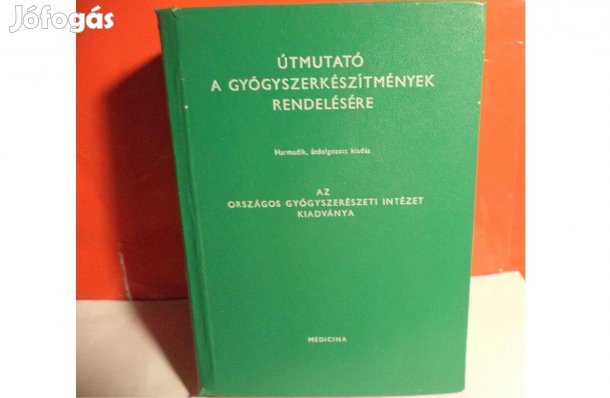 Jófogás
ÚTMUTATÓ
A GYÓGYSZERKÉSZÍTMÉNYEK
RENDELÉSÉRE
Harmadik, átdolgozott kiadás
AZ
ORSZÁGOS GYÓGYSZERÉSZETI INTÉZET
KIADVÁNYA
MEDICINA